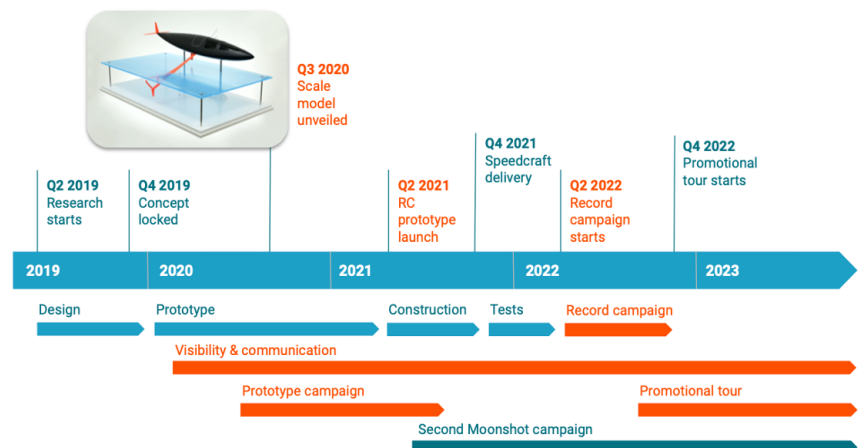 Q3 2020
Scale
model
unveiled
Q2 2019
Research
starts
Q4 2019
Concept
locked
Q2 2021
RC
prototype
launch
Q4 2021
Speedcraft
delivery
Q2 2022
Record
campaign
starts
Q4 2022
Promotional
tour starts
2019
2020
2021
2022
2023
Design
Prototype
Construction
Tests
Record campaign
Visibility & communication
Prototype campaign
Promotional tour
Second Moonshot campaign